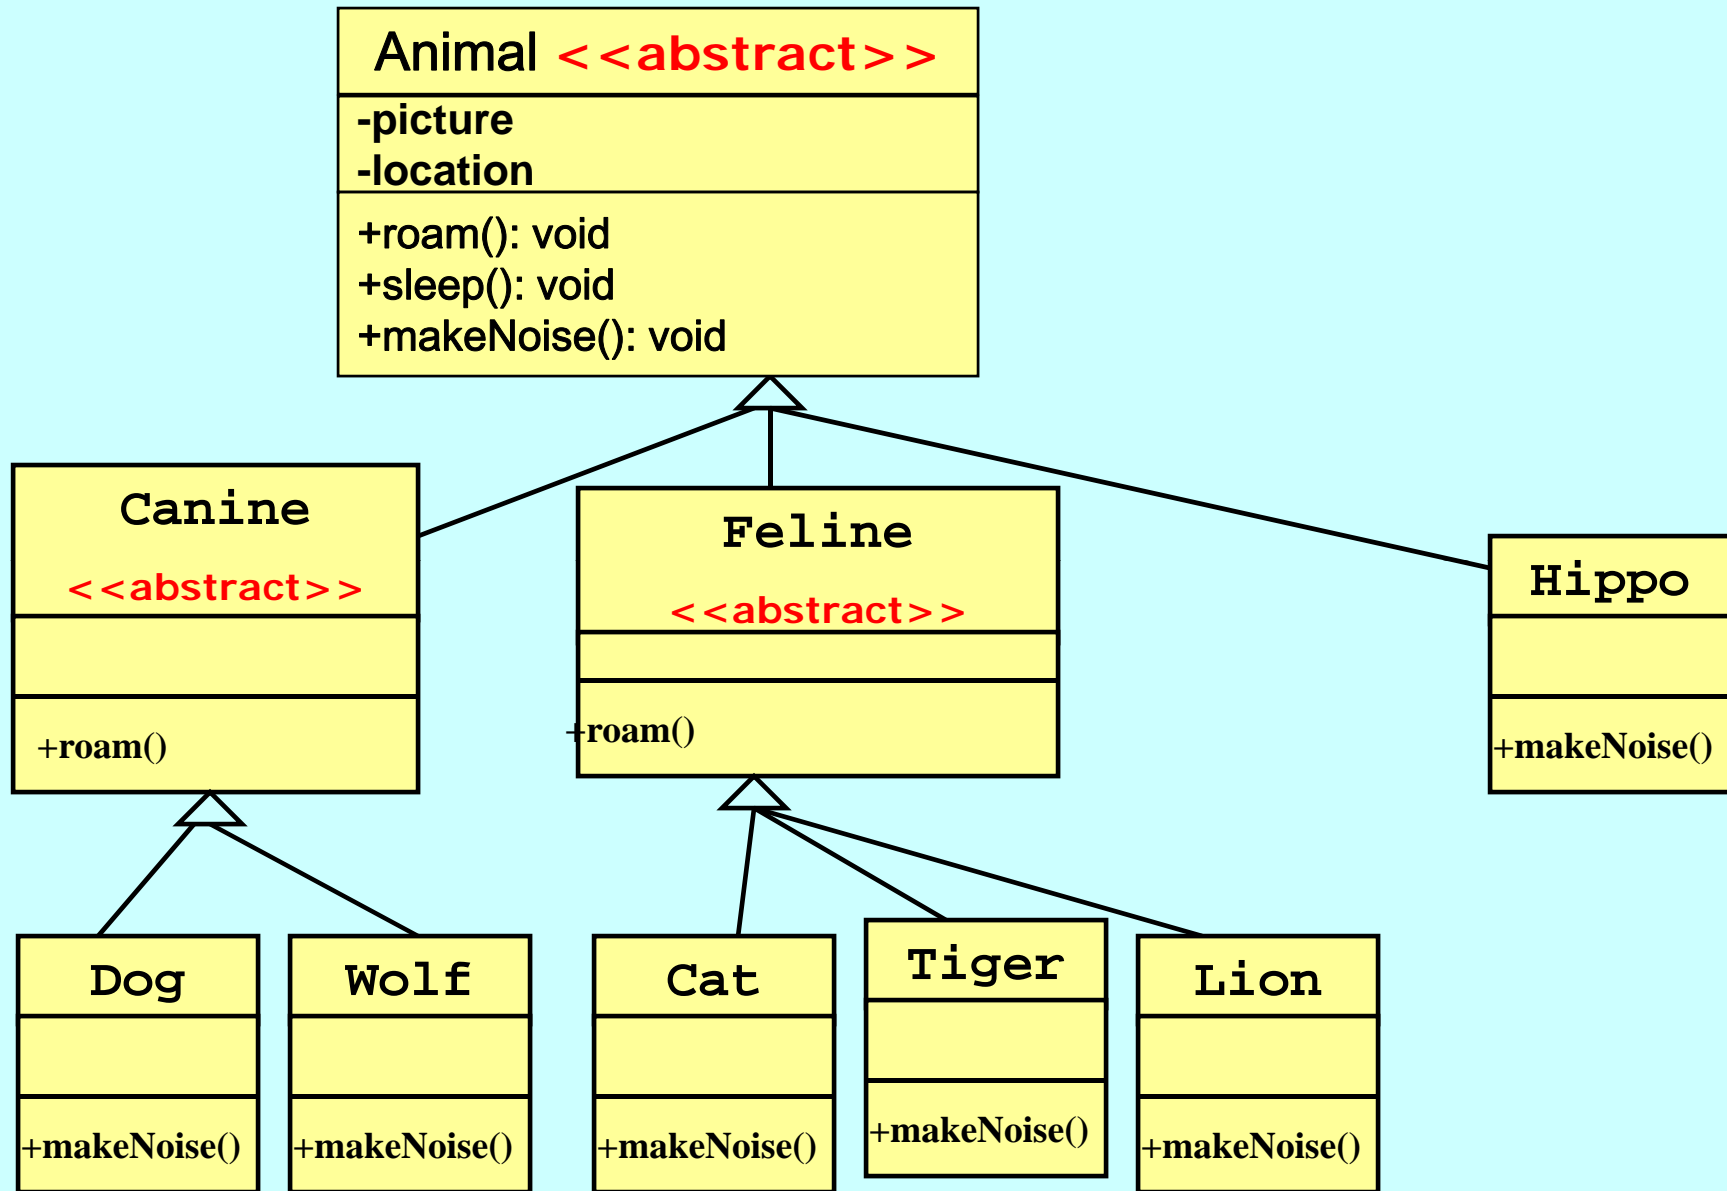 Animal <<abstract>>
-picture
-location
+roam(): void
+sleep(): void
+makeNoise(): void
Canine
<<abstract>>
+roam()
Feline
<<abstract>>
+roam()
Hippo
+makeNoise()
Dog
+makeNoise()
Wolf
+makeNoise()
Cat
+makeNoise()
Tiger
+makeNoise()
Lion
+makeNoise()